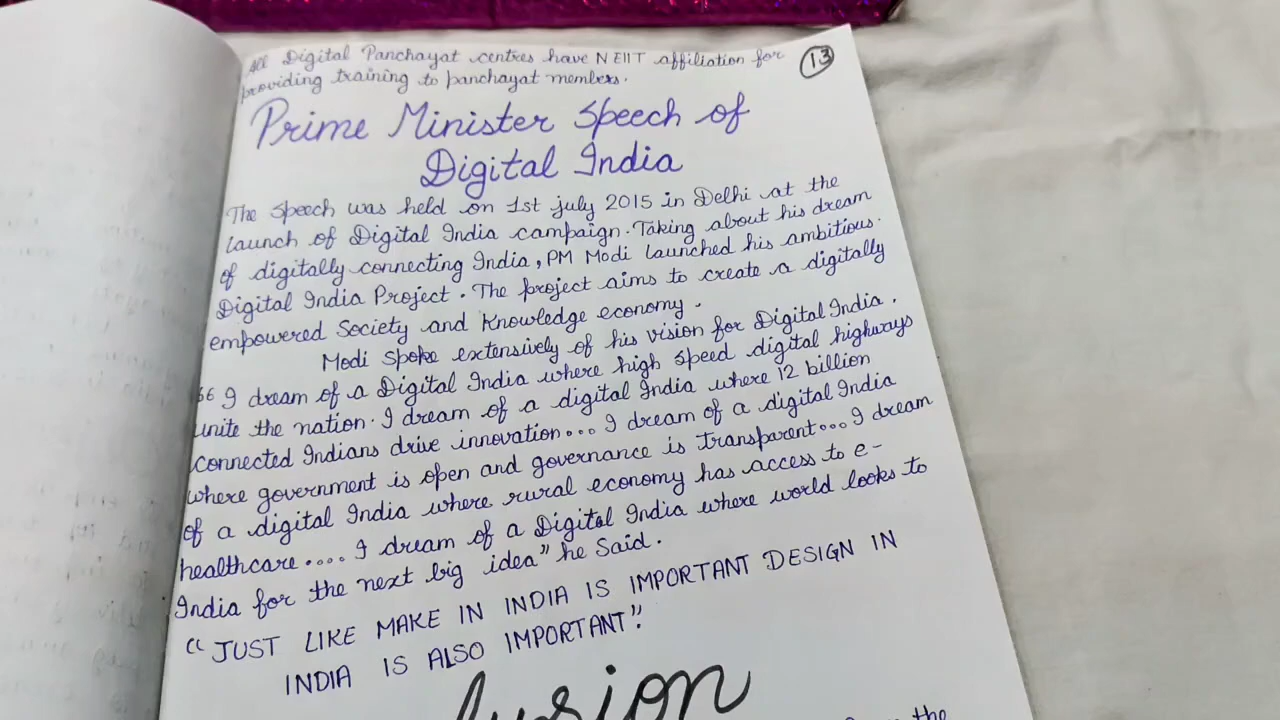 All Digital Panchayat centres have NEIIT affiliation for
providing training to panchayat members.
13
Prime Minister Speech of
Digital India
The Speech was held on 1st july 2015 in Delhi at the
launch of Digital India campaign. Taking about his dream
of digitally connecting India, PM Modi launched his ambitious.
Digital India Project. The project aims to create a digitally
empowered Society and Knowledge economy.
Modi spoke extensively of his vision for Digital India.
"I dream of a Digital India where high speed digital highways
unite the nation. I dream of a digital India where 12 billion
connected Indians drive innovation... I dream of a digital India
where government is open and governance is transparent... I dream
of a digital India where rural economy has access to e-
healthcare.... I dream of a Digital India where world looks to
India for the next big idea" he Said.
"JUST LIKE MAKE IN INDIA IS IMPORTANT DESIGN IN
INDIA IS ALSO IMPORTANT".
the